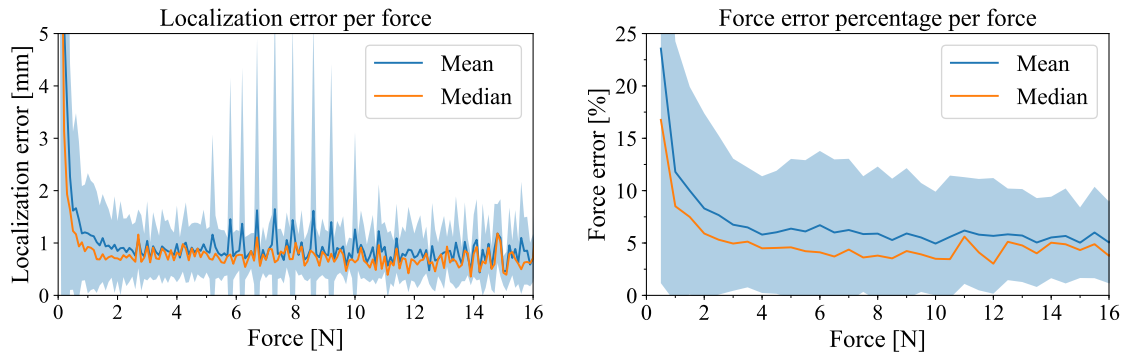 Localization error per force
Localization error [mm]
5
4
3
2
1
0
Mean
Median
0 2 4 6 8 10 12 14 16
Force [N]
Force error percentage per force
Force error [%]
25
20
15
10
5
0
Mean
Median
0 2 4 6 8 10 12 14 16
Force [N]